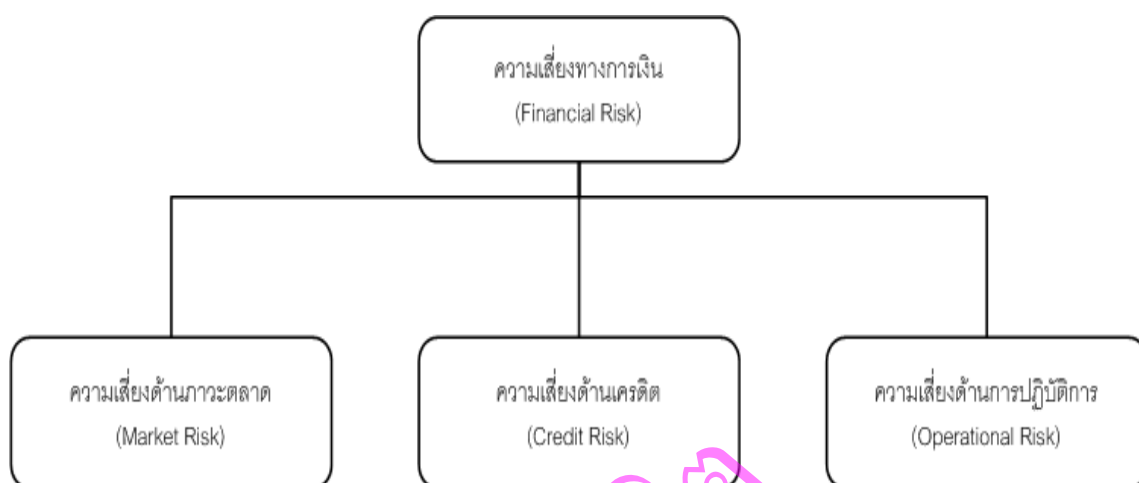 ความเสี่ยงทางการเงิน
(Financial Risk)
ความเสี่ยงด้านภาวะตลาด
(Market Risk)
ความเสี่ยงด้านเครดิต
(Credit Risk)
ความเสี่ยงด้านการปฏิบัติการ
(Operational Risk)